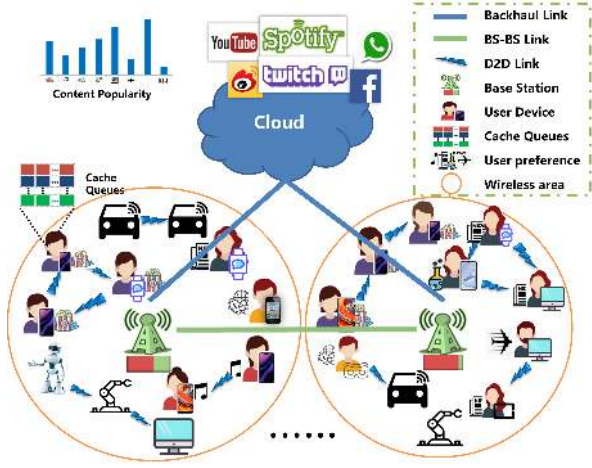 YouTube
Spotify
twitch
Cloud
Content Popularity
Backhaul Link
BS-BS Link
D2D Link
Base Station
User Device
Cache Queues
User preference
Wireless area
Cache
Queues
......